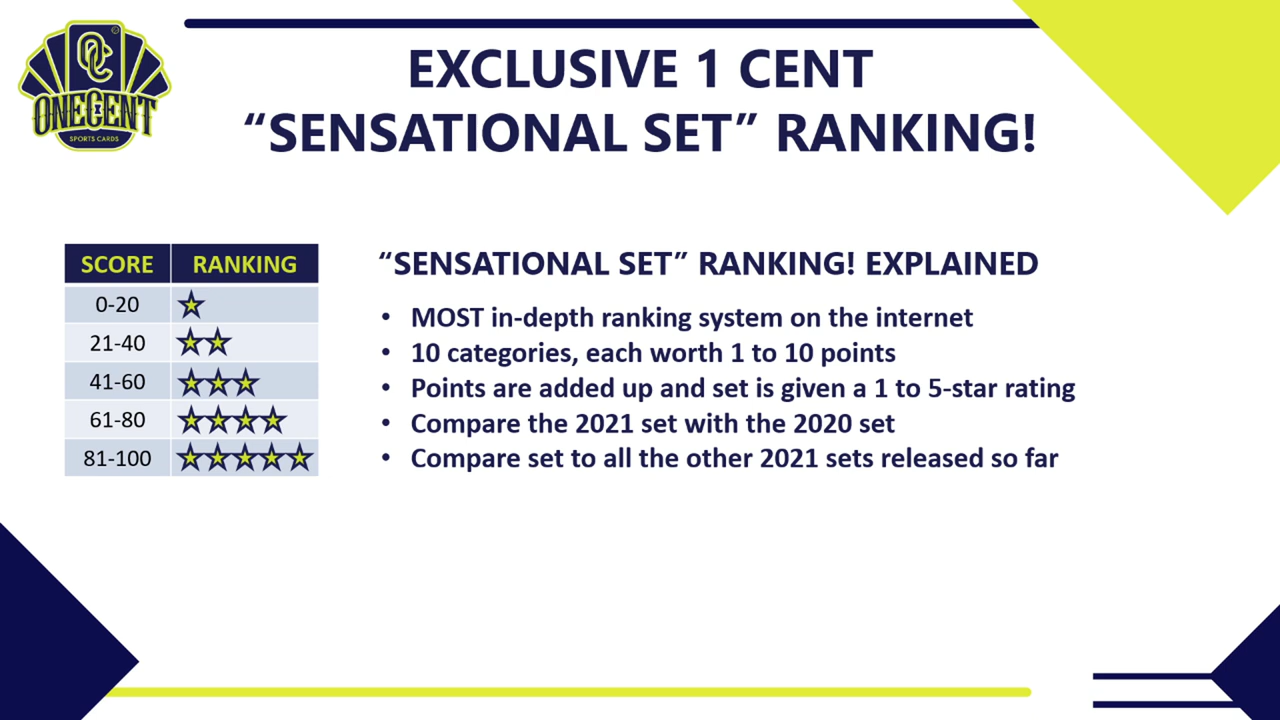 OC
ONECENT
SPORTS CARDS
EXCLUSIVE 1 CENT
“SENSATIONAL SET” RANKING!
SCORE RANKING
0-20
21-40
41-60
61-80
81-100
“SENSATIONAL SET” RANKING! EXPLAINED
• MOST in-depth ranking system on the internet
• 10 categories, each worth 1 to 10 points
• Points are added up and set is given a 1 to 5-star rating
• Compare the 2021 set with the 2020 set
• Compare set to all the other 2021 sets released so far